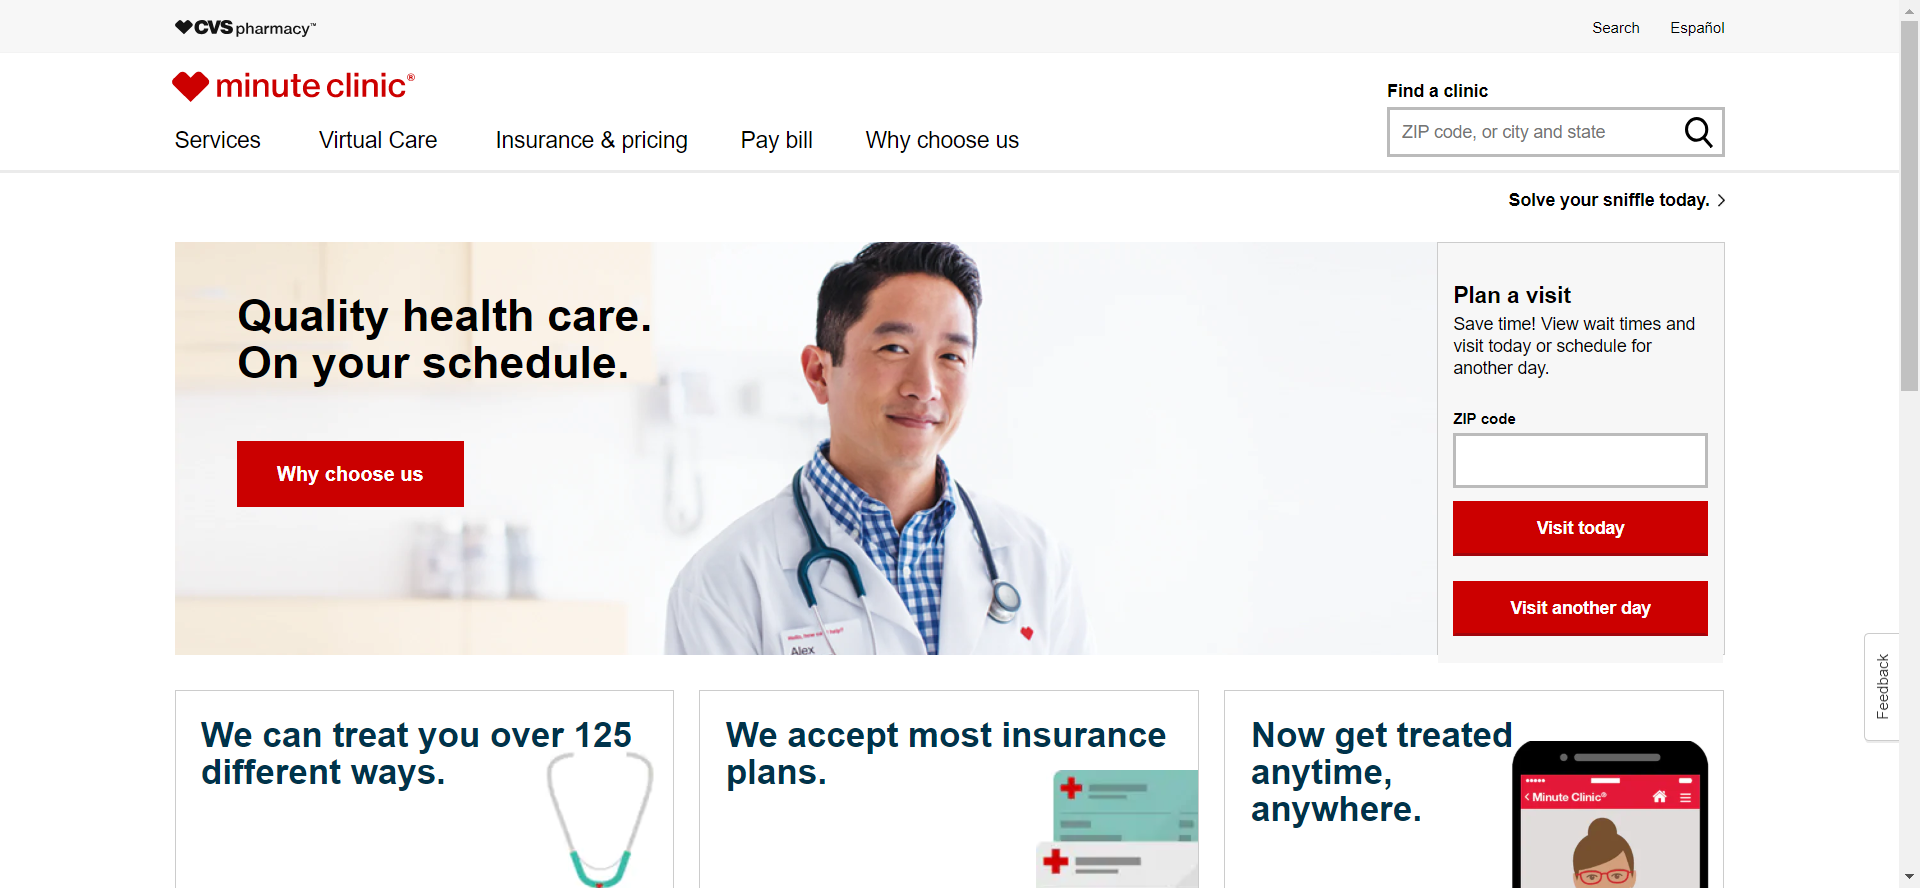 CVS pharmacy™
Search
Español
minute clinic®
Services
Virtual Care
Insurance & pricing
Pay bill
Why choose us
Find a clinic
ZIP code, or city and state
Solve your sniffle today.
Quality health care.
On your schedule.
Why choose us
Hello, how can I help?
Alex
Plan a visit
Save time! View wait times and
visit today or schedule for
another day.
ZIP code
Visit today
Visit another day
Feedback
We can treat you over 125
different ways.
We accept most insurance
plans.
Now get treated
anytime,
anywhere.
Minute Clinic®